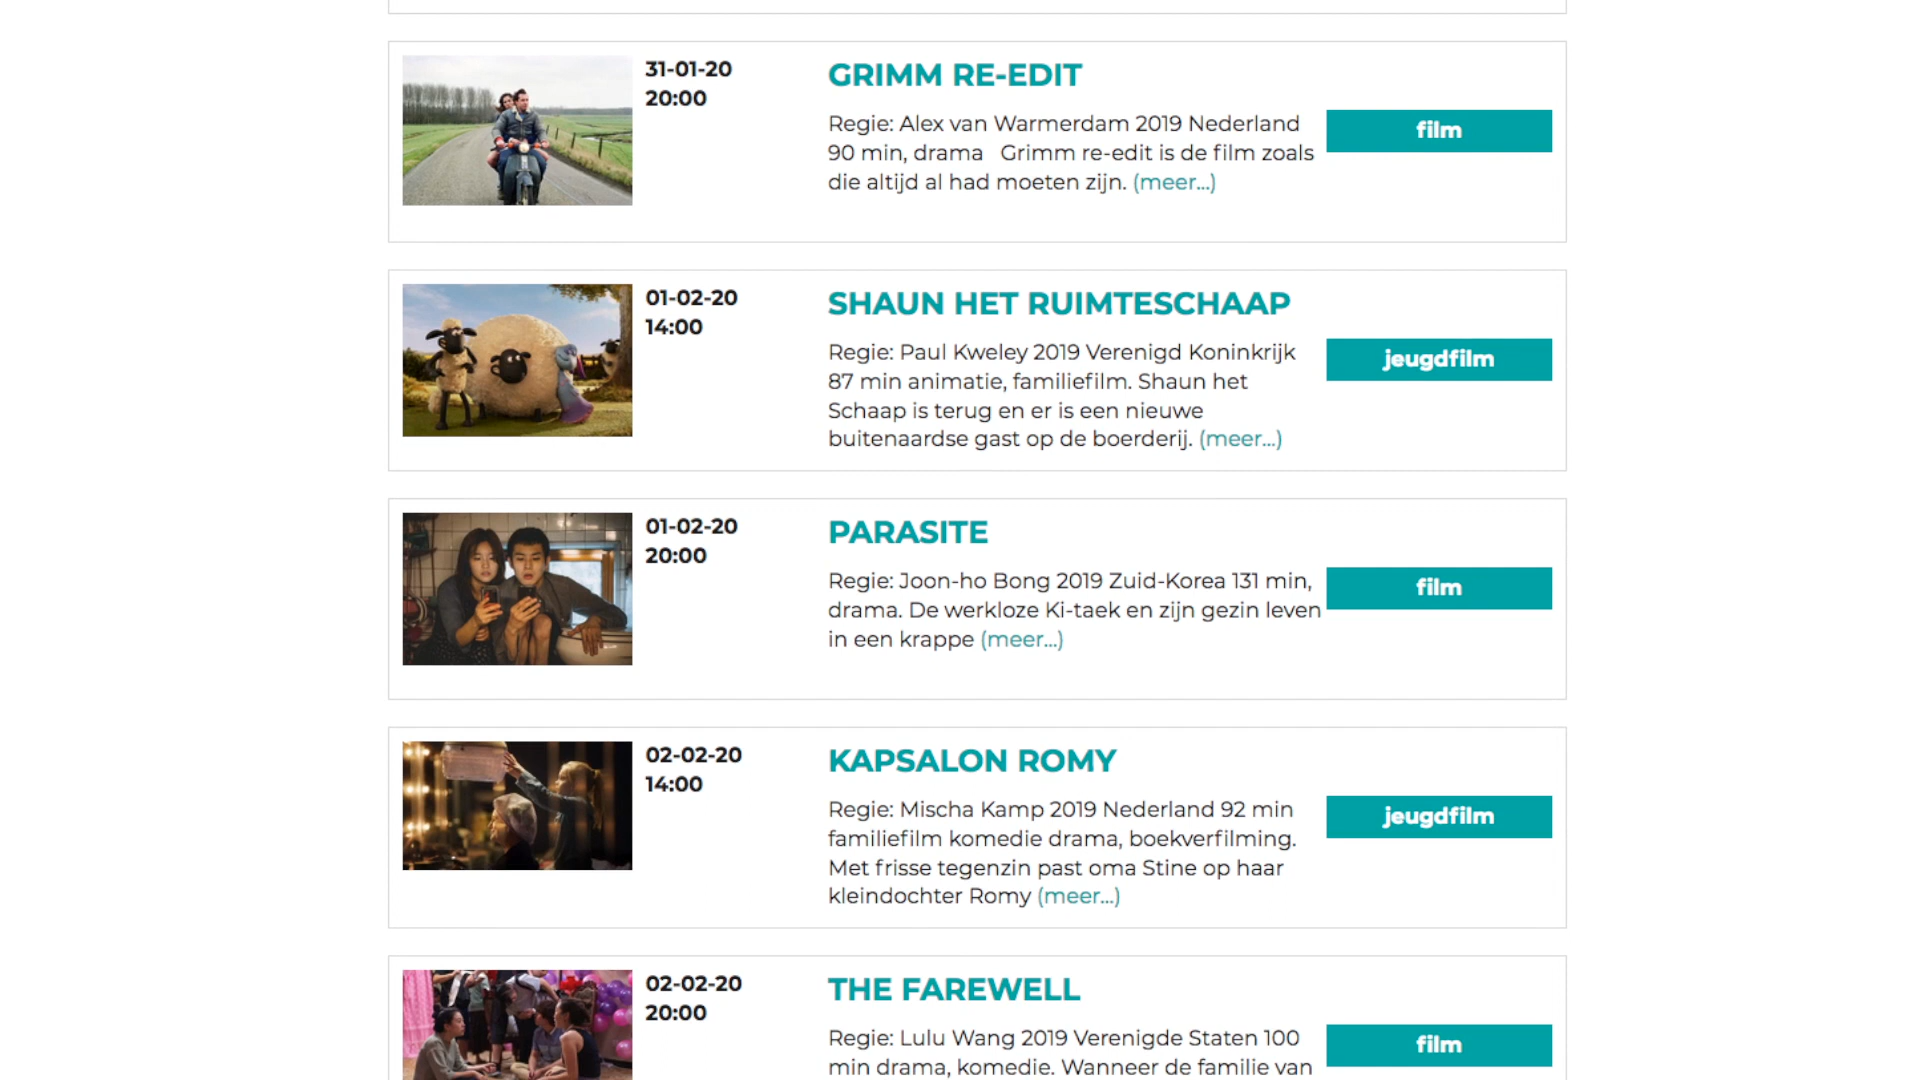 31-01-20
20:00
GRIMM RE-EDIT
Regie: Alex van Warmerdam 2019 Nederland
90 min, drama   Grimm re-edit is de film zoals
die altijd al had moeten zijn. (meer...)
film
01-02-20
14:00
SHAUN HET RUIMTESCHAAP
Regie: Paul Kweley 2019 Verenigd Koninkrijk
87 min animatie, familiefilm. Shaun het
Schaap is terug en er is een nieuwe
buitenaardse gast op de boerderij. (meer...)
jeugdfilm
01-02-20
20:00
PARASITE
Regie: Joon-ho Bong 2019 Zuid-Korea 131 min,
drama. De werkloze Ki-taek en zijn gezin leven
in een krappe (meer...)
film
02-02-20
14:00
KAPSALON ROMY
Regie: Mischa Kamp 2019 Nederland 92 min
familiefilm komedie drama, boekverfilming.
Met frisse tegenzin past oma Stine op haar
kleindochter Romy (meer...)
jeugdfilm
02-02-20
20:00
THE FAREWELL
Regie: Lulu Wang 2019 Verenigde Staten 100
min drama, komedie. Wanneer de familie van
film